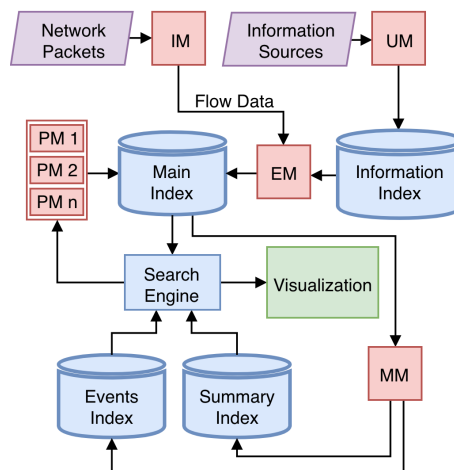 Network
Packets
IM
Information
Sources
UM
Flow Data
PM 1
PM 2
PM n
Main
Index
EM
Information
Index
Search
Engine
Visualization
Events
Index
Summary
Index
MM